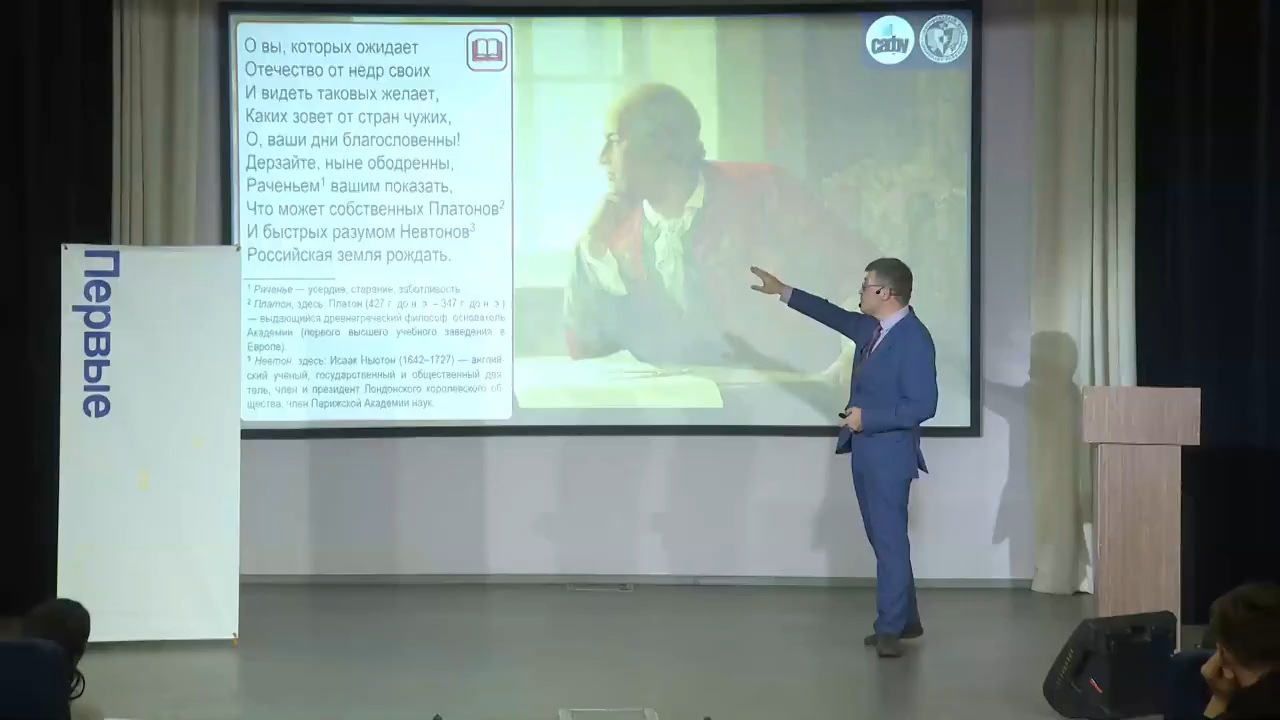 О вы, которых ожидает
Отечество от недр своих
И видеть таковых желает,
Каких зовет от стран чужих,
О, ваши дни благословенны!
Дерзайте, ныне ободренны,
Раченьем¹ вашим показать,
Что может собственных Платонов²
И быстрых разумом Невтонов³
Российская земля рождать.
¹ Раченье — усердие, старание, заботливость
² Платон, здесь: Платон (427 г. до н. э. – 347 г. до н. э.)
— выдающийся древнегреческий философ, основатель
Академии (первого высшего учебного заведения в
Европе).
³ Невтон, здесь: Исаак Ньютон (1642–1727) — англий
ский ученый, государственный и общественный дея
тель, член и президент Лондонского королевского об
щества, член Парижской Академии наук.
сафу
Первые